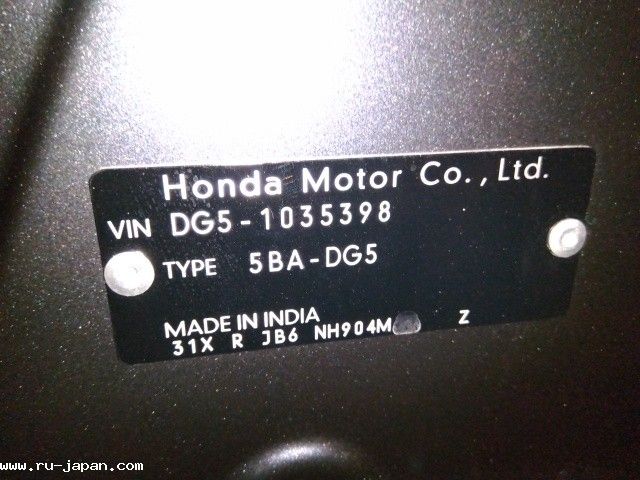 Honda Motor Co., Ltd.
VIN DG5-1035398
TYPE 5BA-DG5
MADE IN INDIA
31X R JB6 NH904M Z
www.ru-japan.com